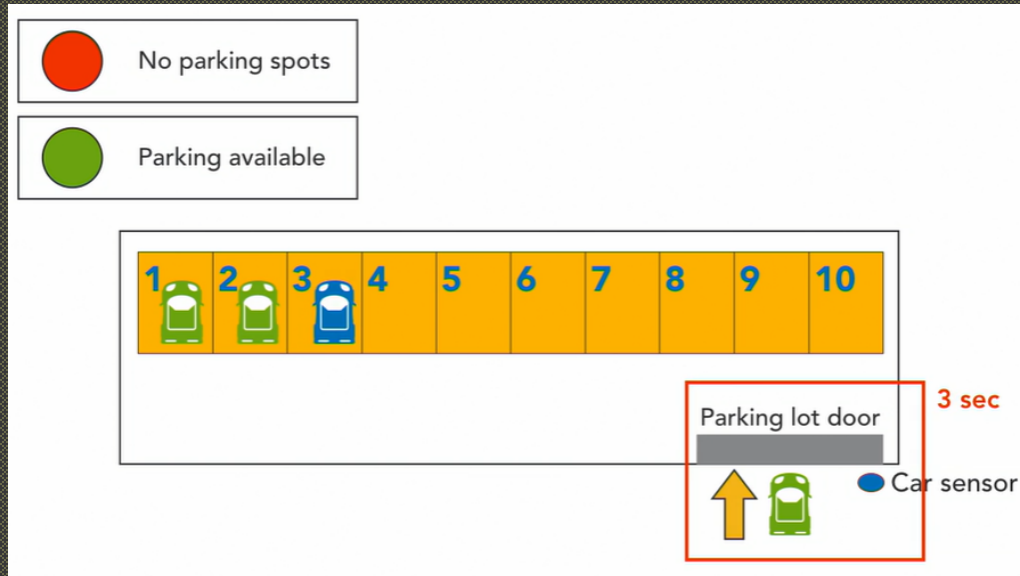 No parking spots
Parking available
1 2 3 4 5 6 7 8 9 10
3 sec
Parking lot door
Car sensor